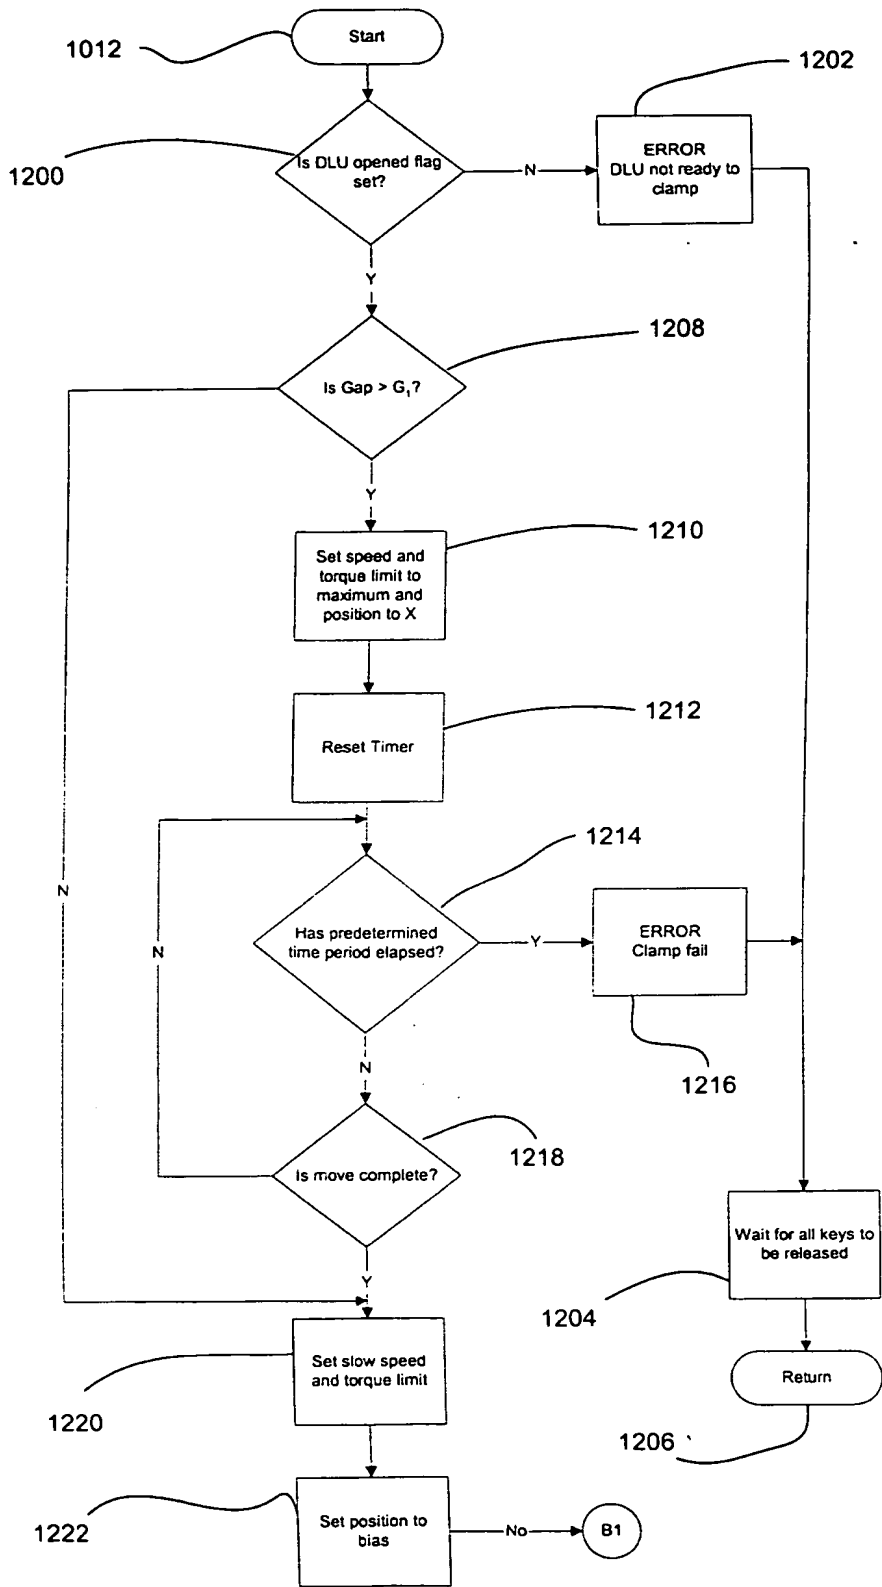 Start
1012
1202
Is DLU opened flag
set?
N
ERROR
DLU not ready to
clamp
1200
Y
1208
Is Gap > G₁?
Y
1210
Set speed and
torque limit to
maximum and
position to X
1212
Reset Timer
1214
N
N
Has predetermined
time period elapsed?
Y
ERROR
Clamp fail
N
1216
1218
Is move complete?
Y
Wait for all keys to
be released
1204
Set slow speed
and torque limit
Return
1220
1206
Set position to
bias
No
B1
1222